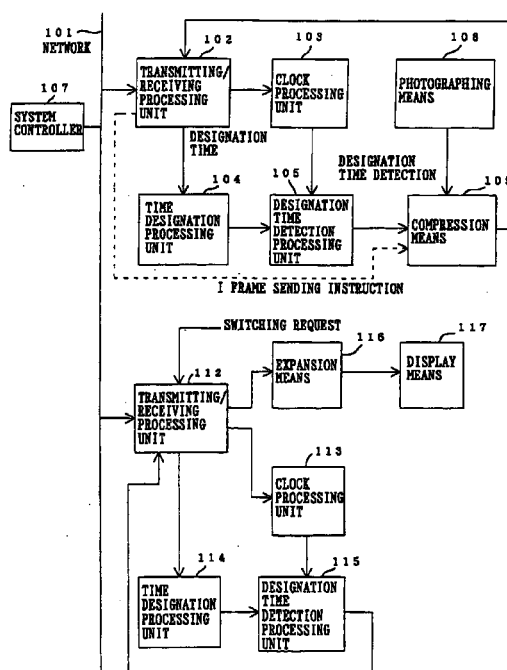 101
NETWORK
107
SYSTEM
CONTROLLER
102
TRANSMITTING/
RECEIVING
PROCESSING
UNIT
103
CLOCK
PROCESSING
UNIT
108
PHOTOGRAPHING
MEANS
DESIGNATION
TIME
104
TIME
DESIGNATION
PROCESSING
UNIT
105
DESIGNATION
TIME
DETECTION
PROCESSING
UNIT
DESIGNATION
TIME DETECTION
109
COMPRESSION
MEANS
I FRAME SENDING INSTRUCTION
SWITCHING REQUEST
112
TRANSMITTING/
RECEIVING
PROCESSING
UNIT
116
EXPANSION
MEANS
117
DISPLAY
MEANS
113
CLOCK
PROCESSING
UNIT
114
TIME
DESIGNATION
PROCESSING
UNIT
115
DESIGNATION
TIME
DETECTION
PROCESSING
UNIT